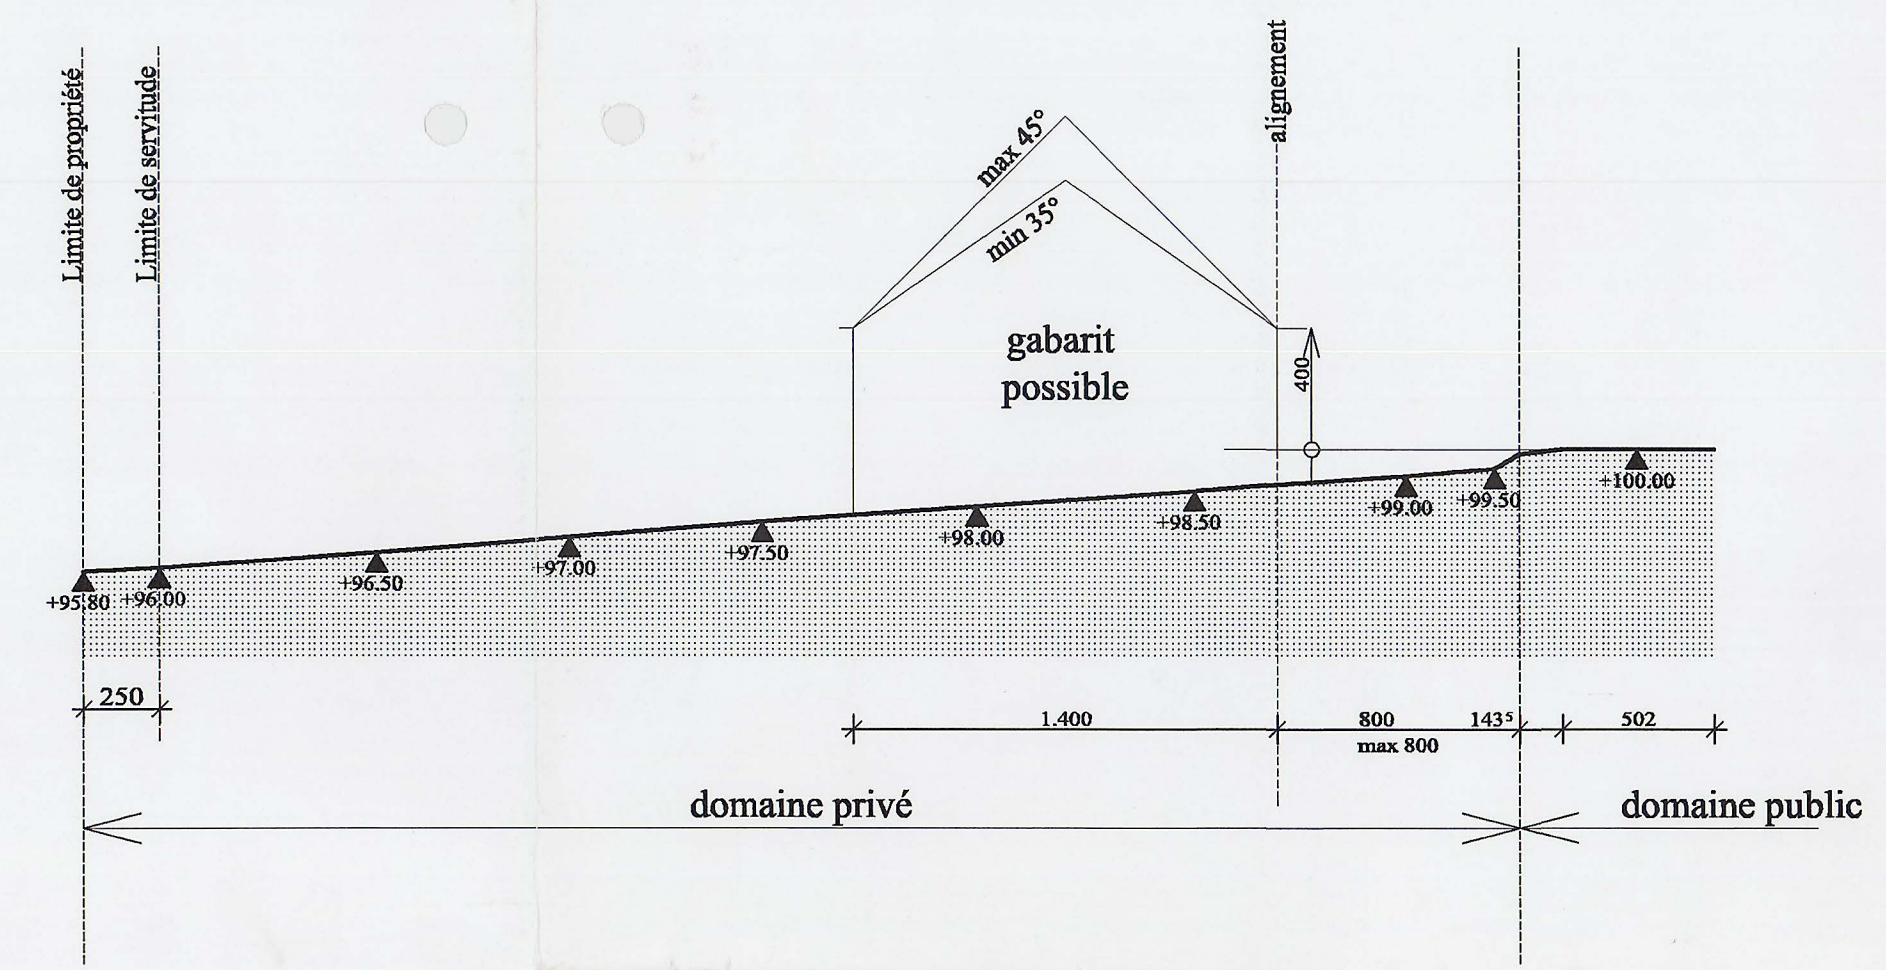 Limite de propriété
Limite de servitude
alignement
max 45°
min 35°
gabarit
possible
400
+100.00
+99.50
+99.00
+98.50
+98.00
+97.50
+97.00
+96.50
+96.00
+95.80
250
1.400
800
143⁵
502
max 800
domaine privé
domaine public